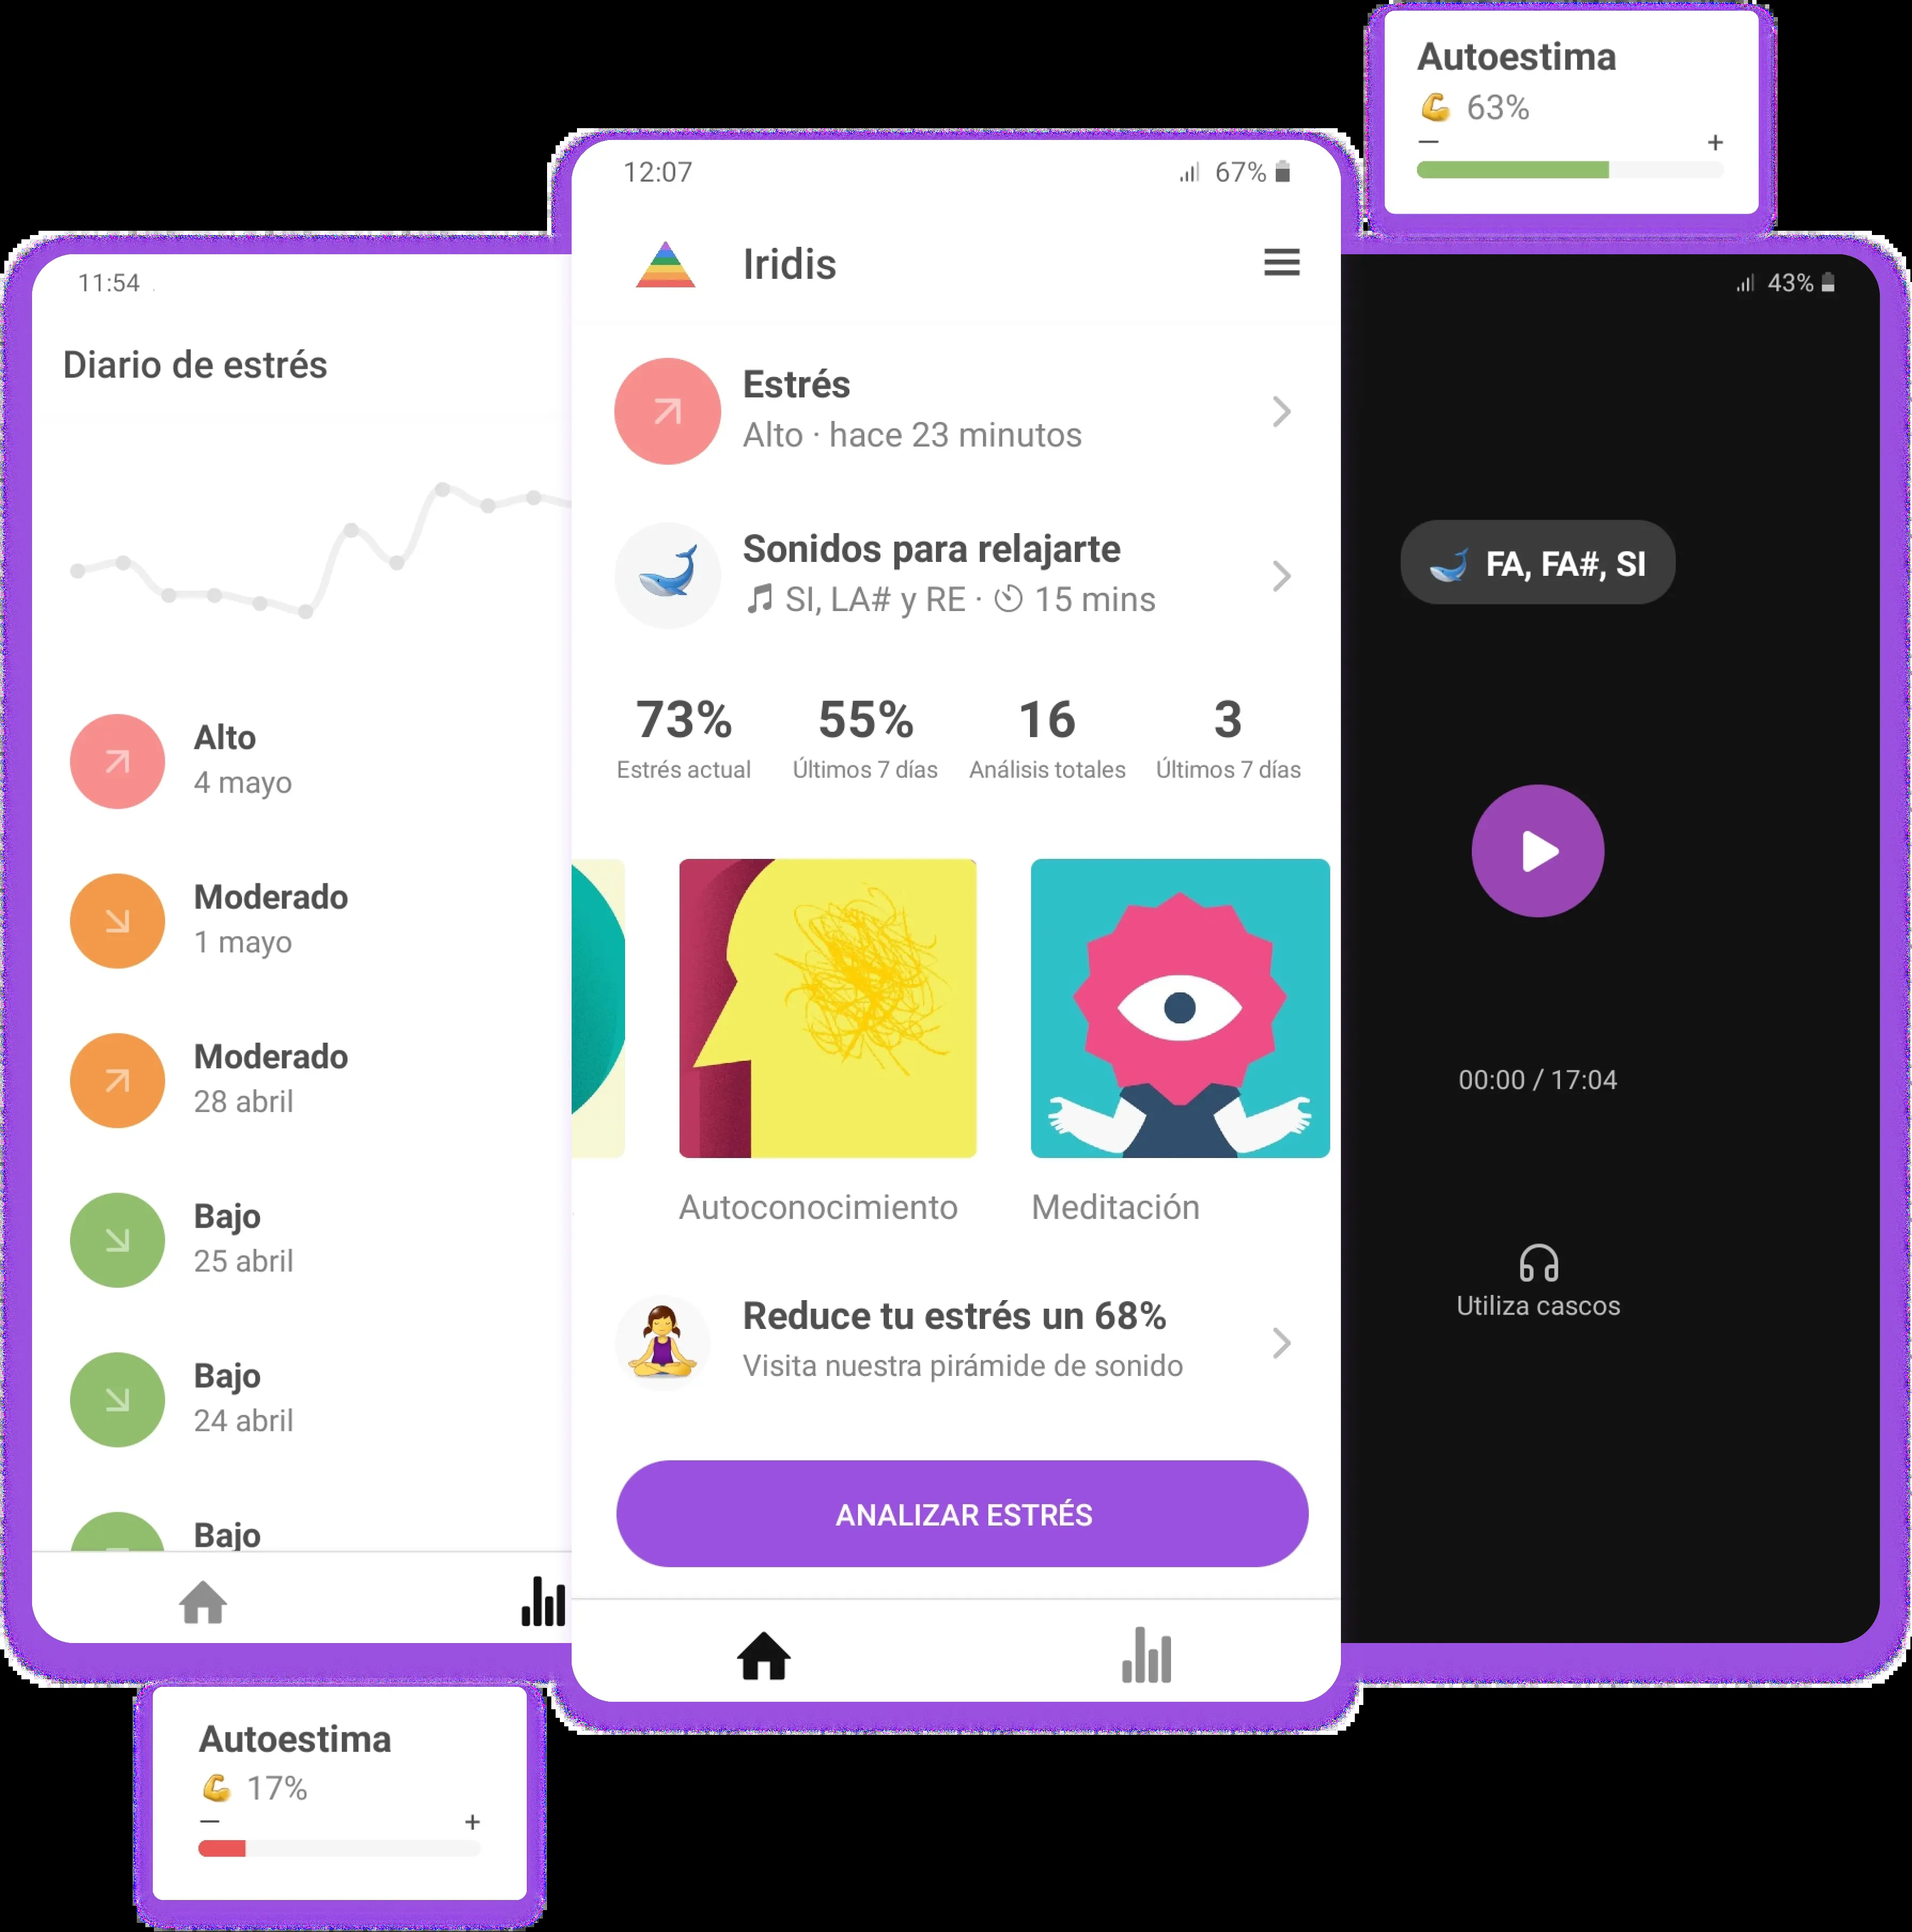 Autoestima
💪 63%
− +
12:07 67%
Iridis
Estrés
Alto · hace 23 minutos
Sonidos para relajarte
SI, LA# y RE · 15 mins
73% 55% 16 3
Estrés actual Últimos 7 días Análisis totales Últimos 7 días
Autoconocimiento Meditación
Reduce tu estrés un 68%
Visita nuestra pirámide de sonido
ANALIZAR ESTRÉS
11:54
Diario de estrés
Alto
4 mayo
Moderado
1 mayo
Moderado
28 abril
Bajo
25 abril
Bajo
24 abril
Bajo
43%
FA, FA#, SI
00:00 / 17:04
Utiliza cascos
Autoestima
💪 17%
− +